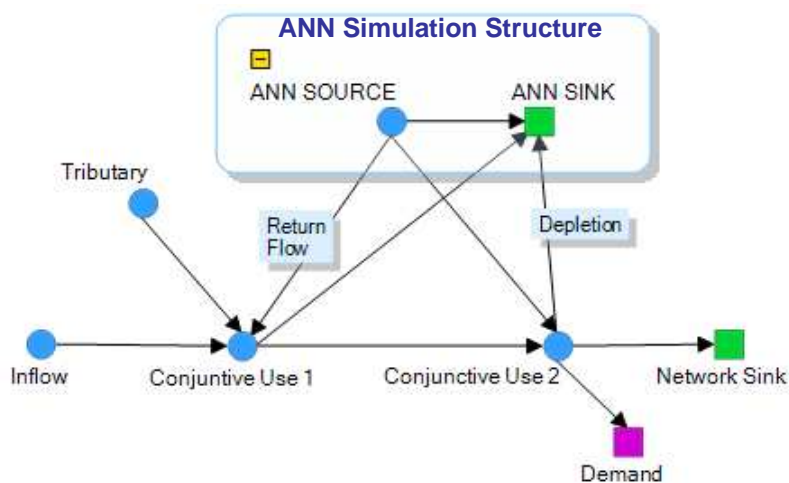 ANN Simulation Structure
ANN SOURCE
ANN SINK
Tributary
Return
Flow
Depletion
Inflow
Conjuntive Use 1
Conjunctive Use 2
Network Sink
Demand